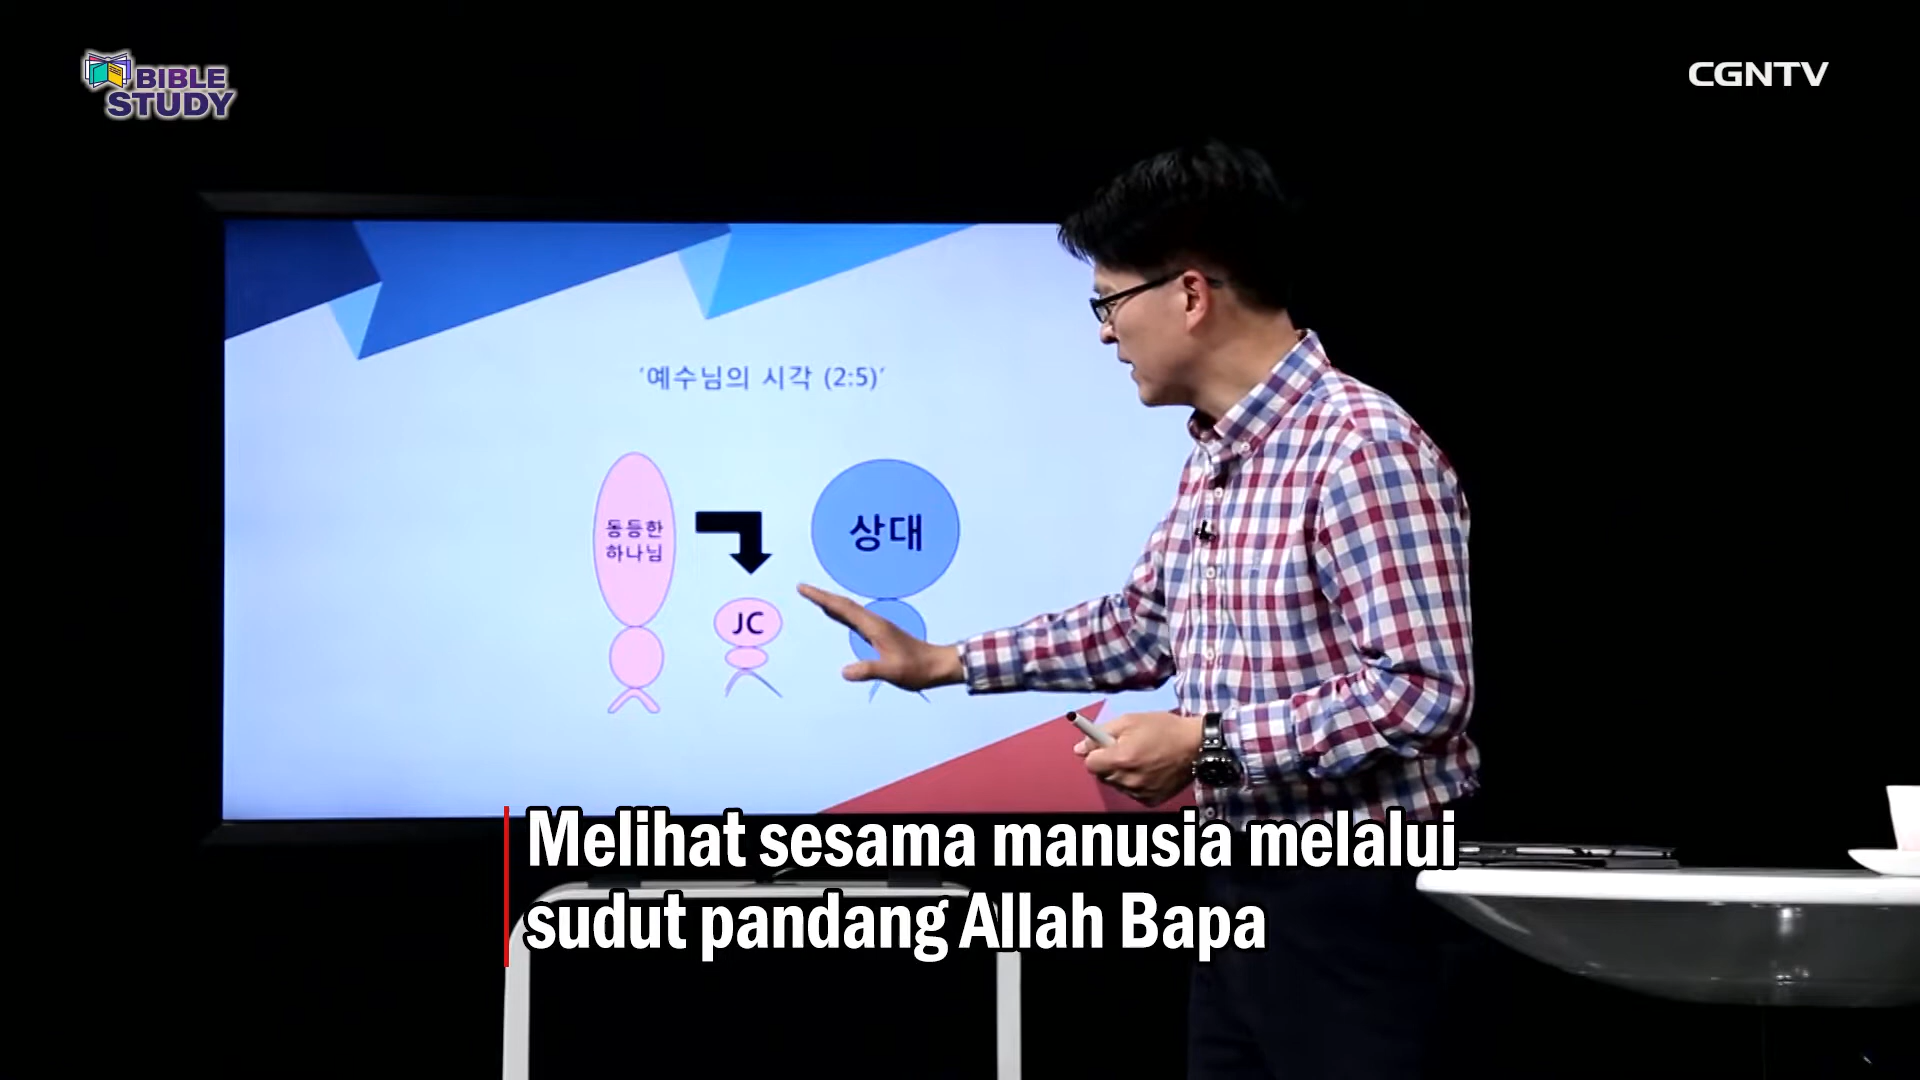 BIBLE
STUDY
CGNTV
‘예수님의 시각 (2:5)’
동등한
하나님
상대
JC
Melihat sesama manusia melalui
sudut pandang Allah Bapa